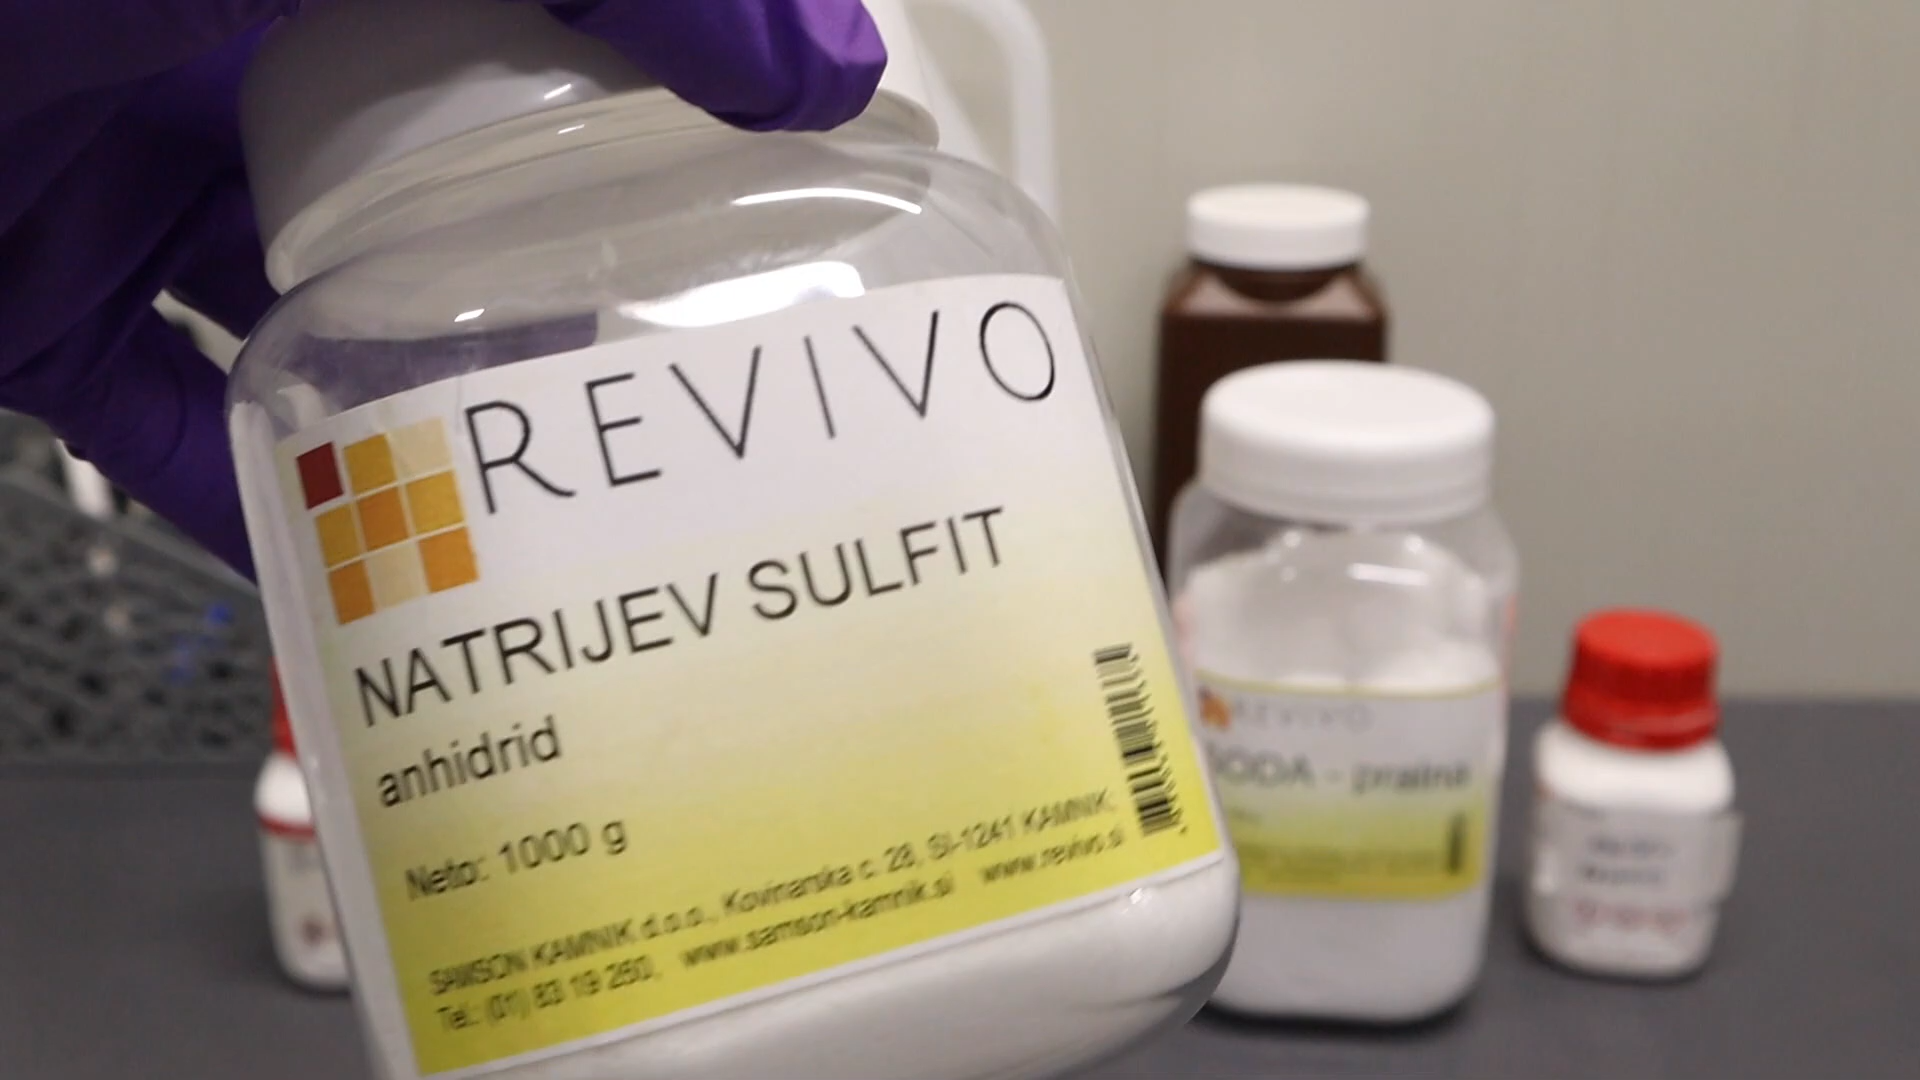 REVIVO
NATRIJEV SULFIT
anhidrid
Neto: 1000 g
SAMSON KAMNIK d.o.o., Kovinarska c. 28, SI-1241 KAMNIK,
Tel.: (01) 83 19 260, www.samson-kamnik.si www.revivo.si
REVIVO
SODA - pralna